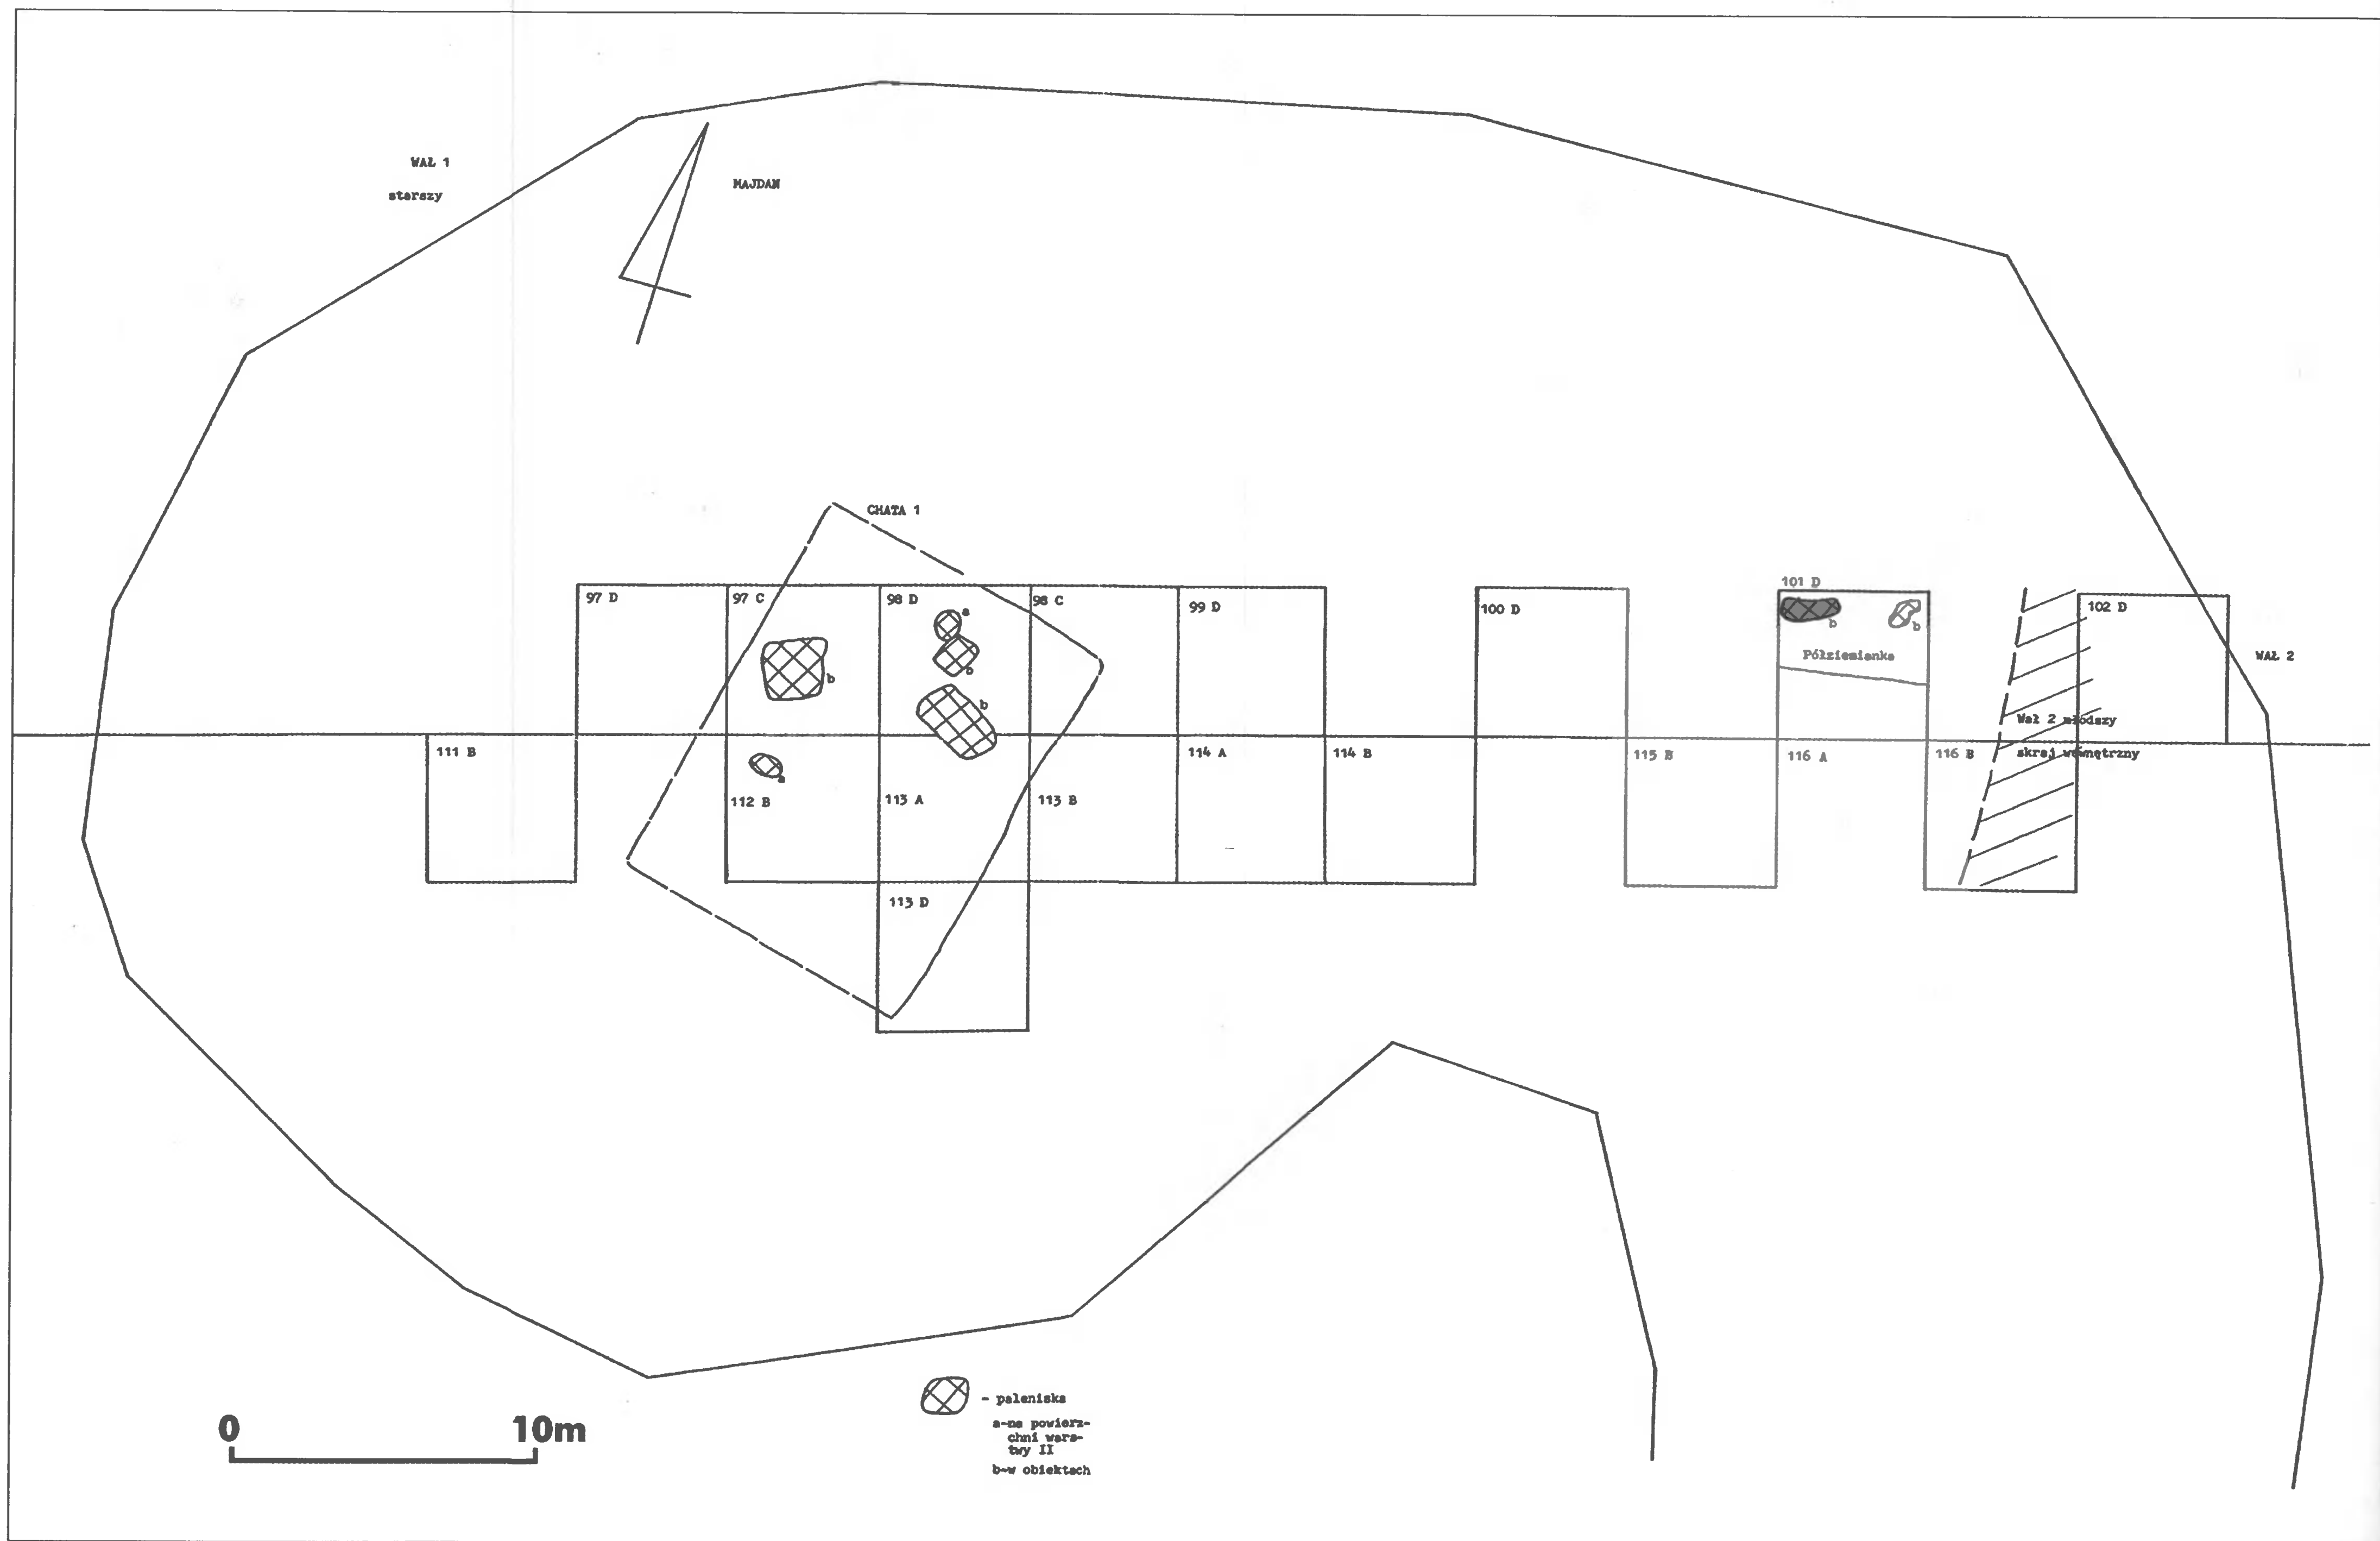 WAŁ 1
starszy
MAJDAN
CHATA 1
97 D
97 C
98 D
98 C
99 D
100 D
101 D
102 D
a
b
b
b
b
b
Półziemianka
WAŁ 2
Wał 2 młodszy
skraj wewnętrzny
111 B
a
112 B
113 A
113 B
114 A
114 B
115 B
116 A
116 B
113 D
- paleniska
a-na powierz-
chni wars-
twy II
b-w obiektach
0 10m